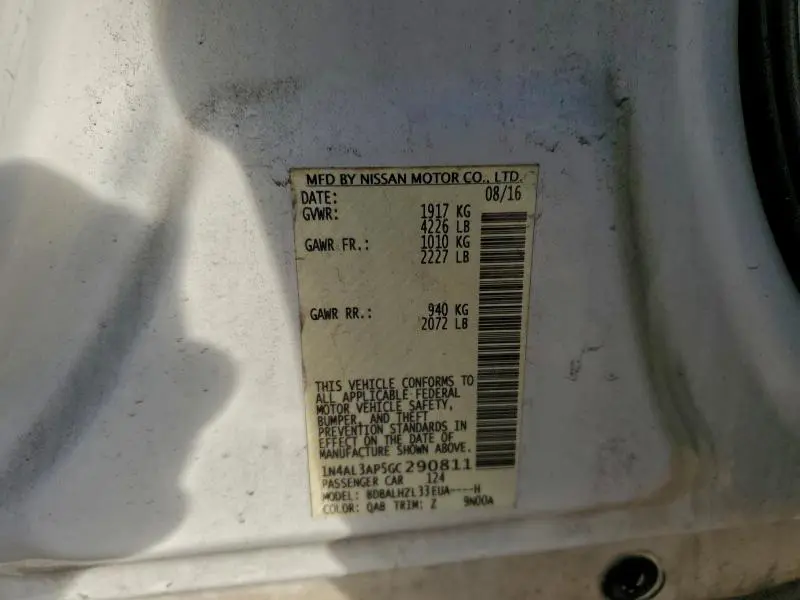 MFD BY NISSAN MOTOR CO., LTD.
DATE: 08/16
GVWR: 1917 KG
4226 LB
GAWR FR.: 1010 KG
2227 LB
GAWR RR.: 940 KG
2072 LB
THIS VEHICLE CONFORMS TO
ALL APPLICABLE FEDERAL
MOTOR VEHICLE SAFETY,
BUMPER, AND THEFT
PREVENTION STANDARDS IN
EFFECT ON THE DATE OF
MANUFACTURE SHOWN ABOVE.
1N4AL3AP5GC290811
PASSENGER CAR 124
MODEL: BDBALHZL33EUA----H
COLOR: QAB TRIM: Z 9N00A